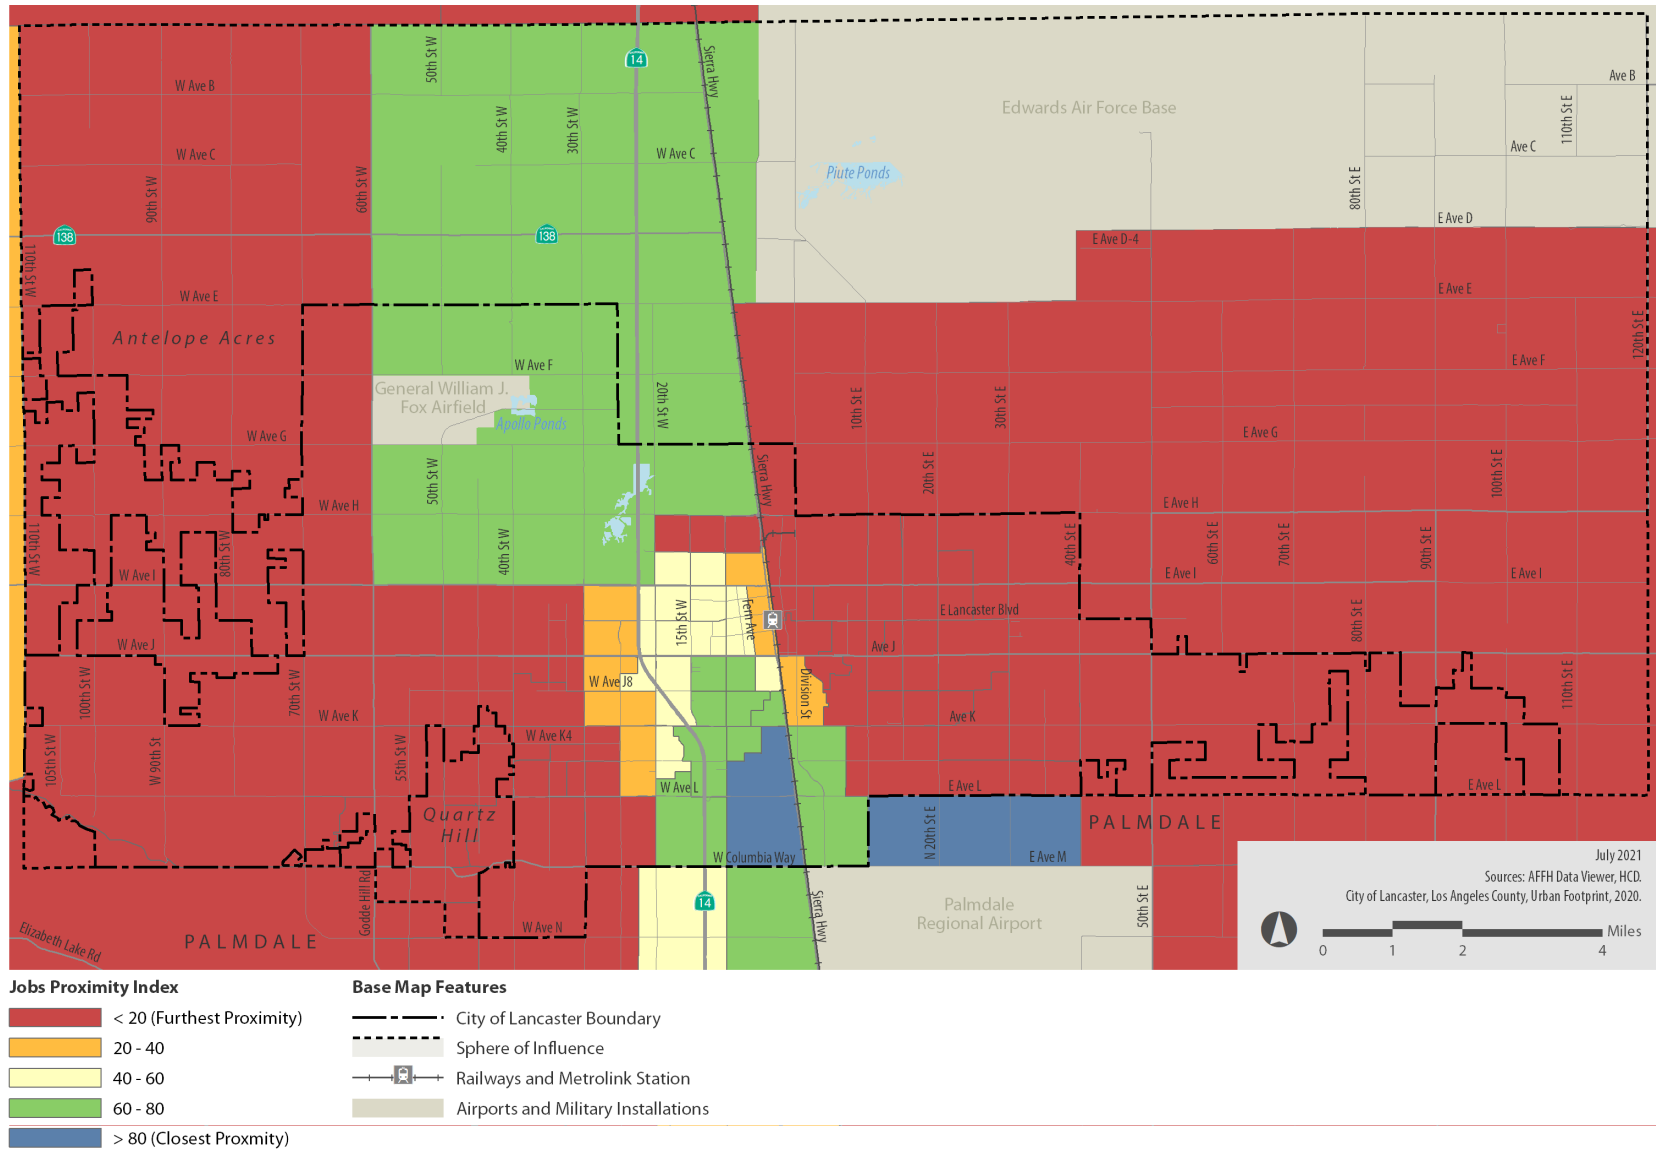 14
50th St W
Sierra Hwy
W Ave B
Ave B
Edwards Air Force Base
40th St W
30th St W
110th St E
W Ave C
W Ave C
Ave C
90th St W
60th St W
Piute Ponds
80th St E
E Ave D
138
138
E Ave D-4
110th St W
W Ave E
E Ave E
Antelope Acres
120th St E
W Ave F
E Ave F
General William J.
Fox Airfield
Apollo Ponds
20th St W
10th St E
30th St E
W Ave G
E Ave G
50th St W
Sierra Hwy
20th St E
100th St E
W Ave H
E Ave H
110th St W
80th St W
40th St W
40th St E
60th St E
70th St E
90th St E
W Ave I
E Ave I
E Ave I
15th St W
Fern Ave
E Lancaster Blvd
80th St E
W Ave J
Ave J
100th St W
70th St W
W Ave J8
Division St
110th St E
W Ave K
Ave K
W Ave K4
105th St W
W 90th St
55th St W
W Ave L
E Ave L
E Ave L
Quartz
Hill
N 20th St E
PALMDALE
W Columbia Way
E Ave M
July 2021
Sources: AFFH Data Viewer, HCD.
City of Lancaster, Los Angeles County, Urban Footprint, 2020.
Godde Hill Rd
14
Sierra Hwy
Palmdale
Regional Airport
50th St E
Elizabeth Lake Rd
PALMDALE
W Ave N
Miles
0 1 2 4
Jobs Proximity Index
< 20 (Furthest Proximity)
20 - 40
40 - 60
60 - 80
> 80 (Closest Proxmity)
Base Map Features
City of Lancaster Boundary
Sphere of Influence
Railways and Metrolink Station
Airports and Military Installations